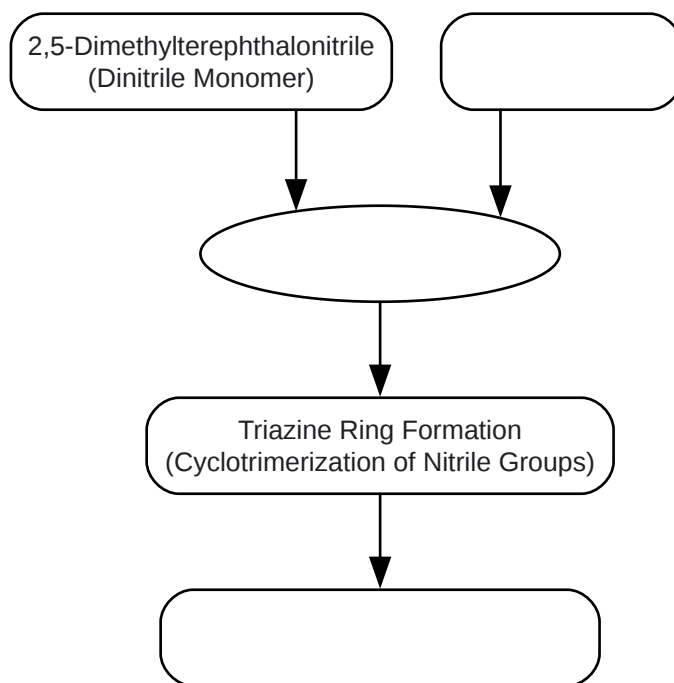 2,5-Dimethylterephthalonitrile
(Dinitrile Monomer)
Triazine Ring Formation
(Cyclotrimerization of Nitrile Groups)